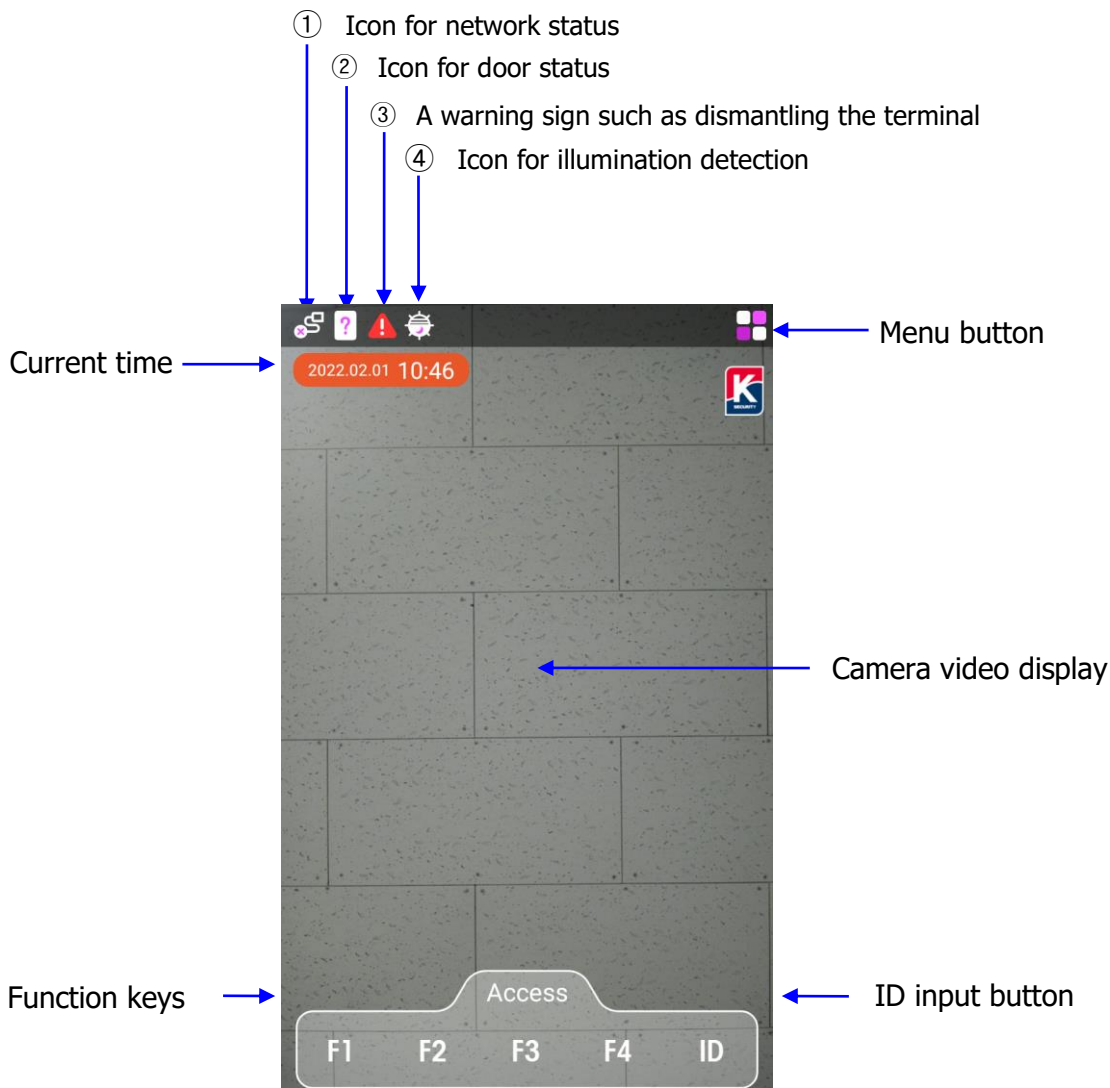 ① Icon for network status
② Icon for door status
③ A warning sign such as dismantling the terminal
④ Icon for illumination detection
?
!
Menu button
Current time
2022.02.01 10:46
K
SECURITY
Camera video display
Function keys
Access
ID input button
F1 F2 F3 F4 ID